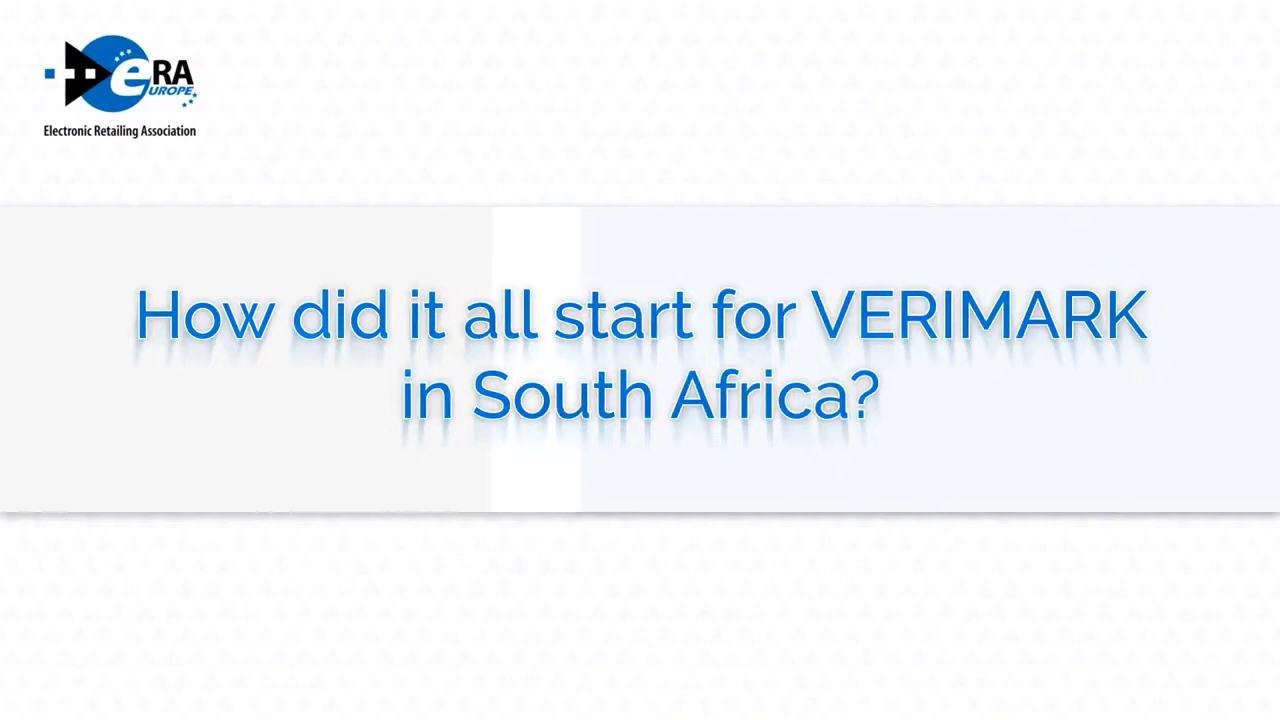 eRA
EUROPE
Electronic Retailing Association
How did it all start for VERIMARK
in South Africa?